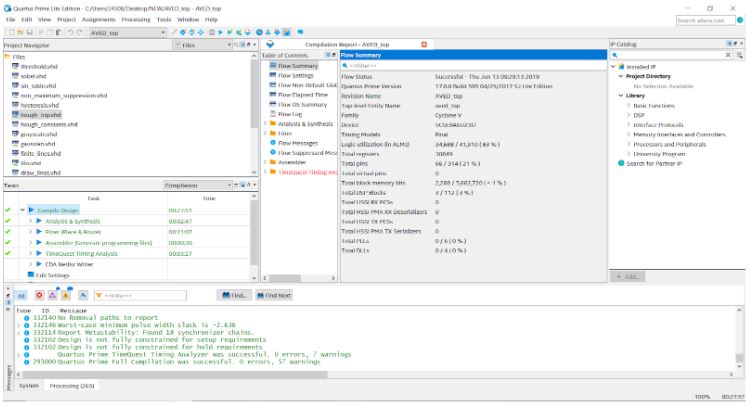 Quartus Prime Lite Edition - C:/Users/24300/Desktop/NEW/AVED_top - AVED_top
File Edit View Project Assignments Processing Tools Window Help
Search altera.com
AVED_top
Project Navigator
Files
Files
threshold.vhd
sobel.vhd
sin_table.vhd
non_maximum_suppression.vhd
hysteresis.vhd
hough_top.vhd
hough_constants.vhd
grayscale.vhd
gaussian.vhd
finite_lines.vhd
fifo.vhd
draw_lines.vhd
Tasks
Compilation
Task Time
Compile Design 00:27:51
Analysis & Synthesis 00:02:47
Fitter (Place & Route) 00:21:07
Assembler (Generate programming files) 00:00:30
TimeQuest Timing Analysis 00:03:27
EDA Netlist Writer
Edit Settings
Compilation Report - AVED_top
Table of Contents
Flow Summary
Flow Settings
Flow Non-Default Glob
Flow Elapsed Time
Flow OS Summary
Flow Log
Analysis & Synthesis
Fitter
Flow Messages
Flow Suppressed Mess
Assembler
TimeQuest Timing Ana
Flow Summary
<<Filter>>
Flow Status Successful - Thu Jun 13 09:29:13 2019
Quartus Prime Version 17.0.0 Build 595 04/25/2017 SJ Lite Edition
Revision Name AVED_top
Top-level Entity Name aved_top
Family Cyclone V
Device
Timing Models Final
Logic utilization (in ALMs) 34,688 / 41,910 ( 83 % )
Total registers 30849
Total pins 66 / 314 ( 21 % )
Total virtual pins 0
Total block memory bits 2,288 / 5,662,720 ( < 1 % )
Total DSP Blocks 3 / 112 ( 3 % )
Total HSSI RX PCSs 0
Total HSSI PMA RX Deserializers 0
Total HSSI TX PCSs 0
Total HSSI PMA TX Serializers 0
Total PLLs 0 / 6 ( 0 % )
Total DLLs 0 / 4 ( 0 % )
IP Catalog
Installed IP
Project Directory
No Selection Available
Library
Basic Functions
DSP
Interface Protocols
Memory Interfaces and Controllers
Processors and Peripherals
University Program
Search for Partner IP
+ Add...
All
<<Filter>>
Find...
Find Next
Type ID Message
332140 No Removal paths to report
332146 Worst-case minimum pulse width slack is -2.636
332114 Report Metastability: Found 18 synchronizer chains.
332102 Design is not fully constrained for setup requirements
332102 Design is not fully constrained for hold requirements
Quartus Prime TimeQuest Timing Analyzer was successful. 0 errors, 7 warnings
293000 Quartus Prime Full Compilation was successful. 0 errors, 57 warnings
Messages
System Processing (265)
100% 00:27:51